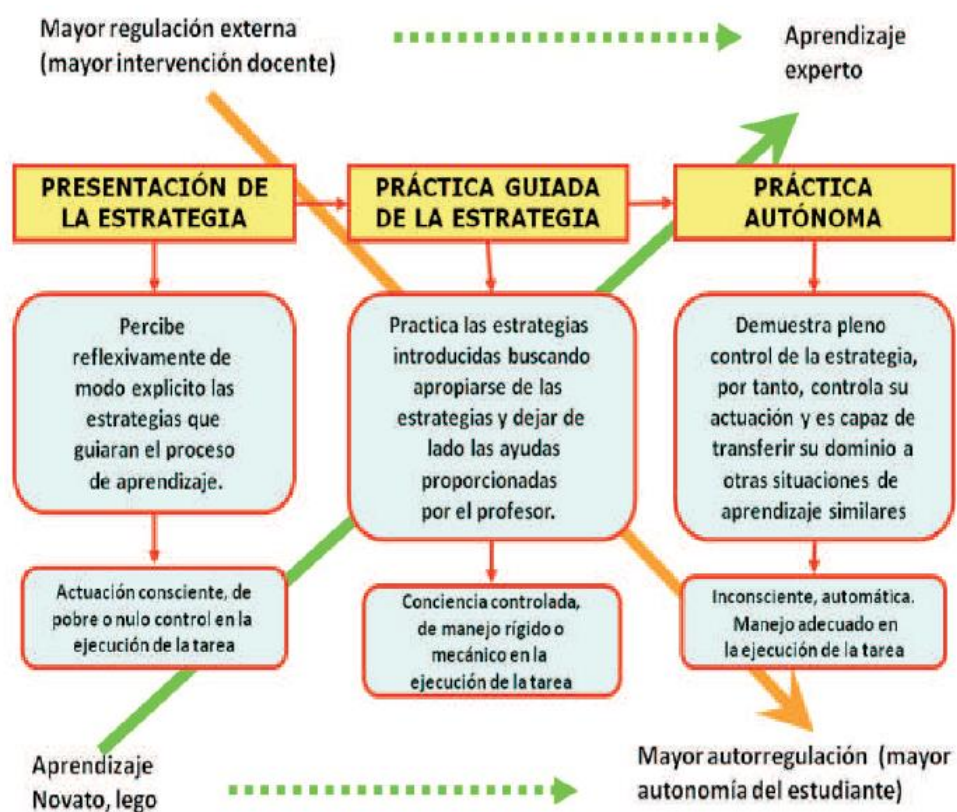 Mayor regulación externa
(mayor intervención docente)
Aprendizaje
experto
PRESENTACIÓN DE
LA ESTRATEGIA
PRÁCTICA GUIADA
DE LA ESTRATEGIA
PRÁCTICA
AUTÓNOMA
Percibe
reflexivamente de
modo explicito las
estrategias que
guiaran el proceso
de aprendizaje.
Practica las estrategias
introducidas buscando
apropiarse de las
estrategias y dejar de
lado las ayudas
proporcionadas
por el profesor.
Demuestra pleno
control de la estrategia,
por tanto, controla su
actuación y es capaz de
transferir su dominio a
otras situaciones de
aprendizaje similares
Actuación consciente, de
pobre o nulo control en la
ejecución de la tarea
Conciencia controlada,
de manejo rígido o
mecánico en la
ejecución de la tarea
Inconsciente, automática.
Manejo adecuado en
la ejecución de la tarea
Aprendizaje
Novato, lego
Mayor autorregulación (mayor
autonomía del estudiante)